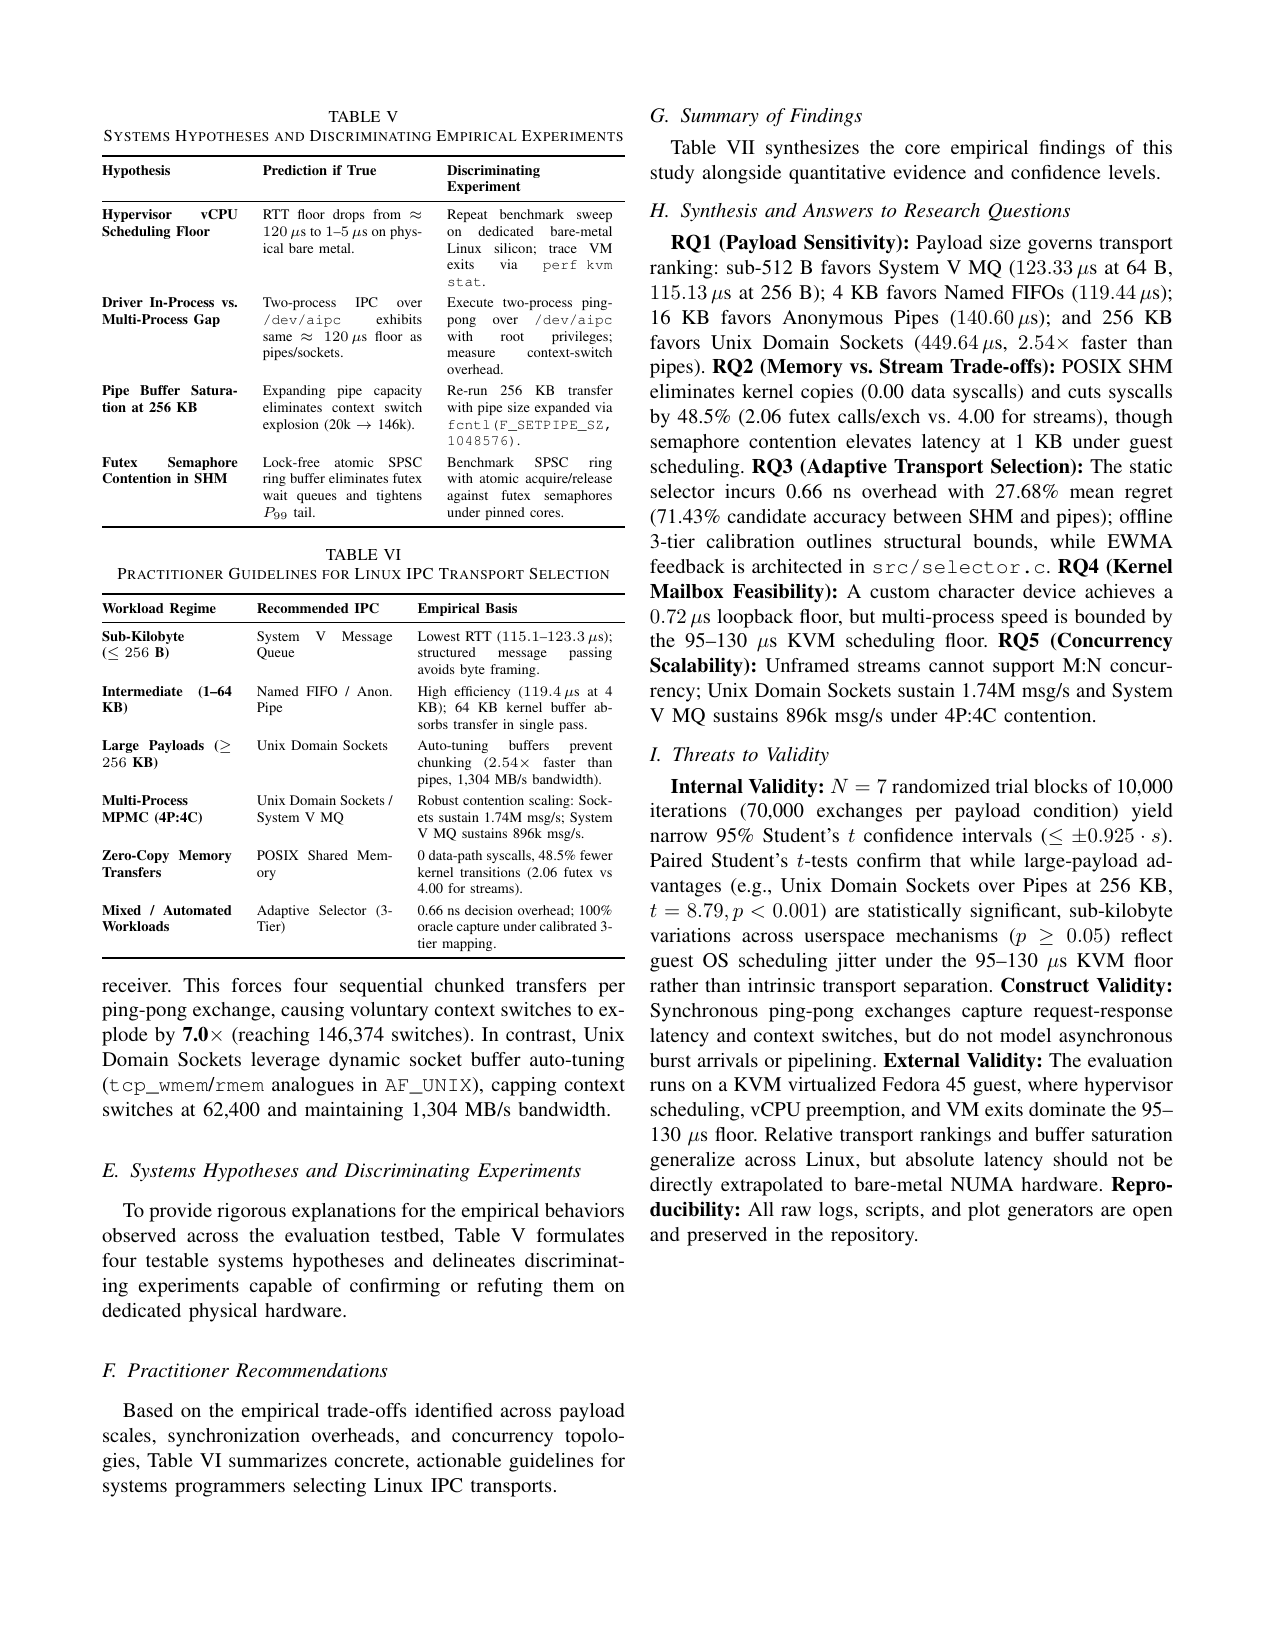 TABLE V
SYSTEMS HYPOTHESES AND DISCRIMINATING EMPIRICAL EXPERIMENTS
Hypothesis Prediction if True Discriminating
Experiment
Hypervisor vCPU RTT floor drops from ≈ Repeat benchmark sweep
Scheduling Floor 120 μs to 1–5 μs on phys- on dedicated bare-metal
ical bare metal. Linux silicon; trace VM
exits via perf kvm
stat.
Driver In-Process vs. Two-process IPC over Execute two-process ping-
Multi-Process Gap /dev/aipc exhibits pong over /dev/aipc
same ≈ 120 μs floor as with root privileges;
pipes/sockets. measure context-switch
overhead.
Pipe Buffer Satura- Expanding pipe capacity Re-run 256 KB transfer
tion at 256 KB eliminates context switch with pipe size expanded via
explosion (20k → 146k). fcntl(F_SETPIPE_SZ,
1048576).
Futex Semaphore Lock-free atomic SPSC Benchmark SPSC ring
Contention in SHM ring buffer eliminates futex with atomic acquire/release
wait queues and tightens against futex semaphores
P99 tail. under pinned cores.
TABLE VI
PRACTITIONER GUIDELINES FOR LINUX IPC TRANSPORT SELECTION
Workload Regime Recommended IPC Empirical Basis
Sub-Kilobyte System V Message Lowest RTT (115.1–123.3 μs);
(≤ 256 B) Queue structured message passing
avoids byte framing.
Intermediate (1–64 Named FIFO / Anon. High efficiency (119.4 μs at 4
KB) Pipe KB); 64 KB kernel buffer ab-
sorbs transfer in single pass.
Large Payloads (≥ Unix Domain Sockets Auto-tuning buffers prevent
256 KB) chunking (2.54× faster than
pipes, 1,304 MB/s bandwidth).
Multi-Process Unix Domain Sockets / Robust contention scaling: Sock-
MPMC (4P:4C) System V MQ ets sustain 1.74M msg/s; System
V MQ sustains 896k msg/s.
Zero-Copy Memory POSIX Shared Mem- 0 data-path syscalls, 48.5% fewer
Transfers ory kernel transitions (2.06 futex vs
4.00 for streams).
Mixed / Automated Adaptive Selector (3- 0.66 ns decision overhead; 100%
Workloads Tier) oracle capture under calibrated 3-
tier mapping.
receiver. This forces four sequential chunked transfers per
ping-pong exchange, causing voluntary context switches to ex-
plode by 7.0× (reaching 146,374 switches). In contrast, Unix
Domain Sockets leverage dynamic socket buffer auto-tuning
(tcp_wmem/rmem analogues in AF_UNIX), capping context
switches at 62,400 and maintaining 1,304 MB/s bandwidth.
E. Systems Hypotheses and Discriminating Experiments
To provide rigorous explanations for the empirical behaviors
observed across the evaluation testbed, Table V formulates
four testable systems hypotheses and delineates discriminat-
ing experiments capable of confirming or refuting them on
dedicated physical hardware.
F. Practitioner Recommendations
Based on the empirical trade-offs identified across payload
scales, synchronization overheads, and concurrency topolo-
gies, Table VI summarizes concrete, actionable guidelines for
systems programmers selecting Linux IPC transports.
G. Summary of Findings
Table VII synthesizes the core empirical findings of this
study alongside quantitative evidence and confidence levels.
H. Synthesis and Answers to Research Questions
RQ1 (Payload Sensitivity): Payload size governs transport
ranking: sub-512 B favors System V MQ (123.33 μs at 64 B,
115.13 μs at 256 B); 4 KB favors Named FIFOs (119.44 μs);
16 KB favors Anonymous Pipes (140.60 μs); and 256 KB
favors Unix Domain Sockets (449.64 μs, 2.54× faster than
pipes). RQ2 (Memory vs. Stream Trade-offs): POSIX SHM
eliminates kernel copies (0.00 data syscalls) and cuts syscalls
by 48.5% (2.06 futex calls/exch vs. 4.00 for streams), though
semaphore contention elevates latency at 1 KB under guest
scheduling. RQ3 (Adaptive Transport Selection): The static
selector incurs 0.66 ns overhead with 27.68% mean regret
(71.43% candidate accuracy between SHM and pipes); offline
3-tier calibration outlines structural bounds, while EWMA
feedback is architected in src/selector.c. RQ4 (Kernel
Mailbox Feasibility): A custom character device achieves a
0.72 μs loopback floor, but multi-process speed is bounded by
the 95–130 μs KVM scheduling floor. RQ5 (Concurrency
Scalability): Unframed streams cannot support M:N concur-
rency; Unix Domain Sockets sustain 1.74M msg/s and System
V MQ sustains 896k msg/s under 4P:4C contention.
I. Threats to Validity
Internal Validity: N = 7 randomized trial blocks of 10,000
iterations (70,000 exchanges per payload condition) yield
narrow 95% Student's t confidence intervals (≤ ±0.925 · s).
Paired Student's t-tests confirm that while large-payload ad-
vantages (e.g., Unix Domain Sockets over Pipes at 256 KB,
t = 8.79, p < 0.001) are statistically significant, sub-kilobyte
variations across userspace mechanisms (p ≥ 0.05) reflect
guest OS scheduling jitter under the 95–130 μs KVM floor
rather than intrinsic transport separation. Construct Validity:
Synchronous ping-pong exchanges capture request-response
latency and context switches, but do not model asynchronous
burst arrivals or pipelining. External Validity: The evaluation
runs on a KVM virtualized Fedora 45 guest, where hypervisor
scheduling, vCPU preemption, and VM exits dominate the 95–
130 μs floor. Relative transport rankings and buffer saturation
generalize across Linux, but absolute latency should not be
directly extrapolated to bare-metal NUMA hardware. Repro-
ducibility: All raw logs, scripts, and plot generators are open
and preserved in the repository.